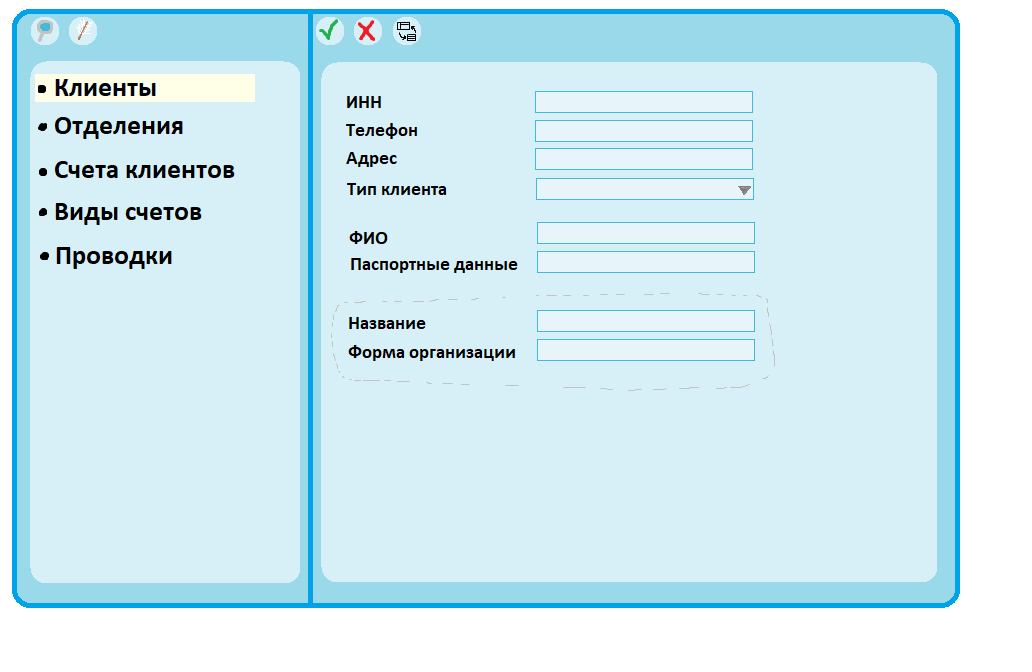 Клиенты
Отделения
Счета клиентов
Виды счетов
Проводки
ИНН
Телефон
Адрес
Тип клиента
ФИО
Паспортные данные
Название
Форма организации